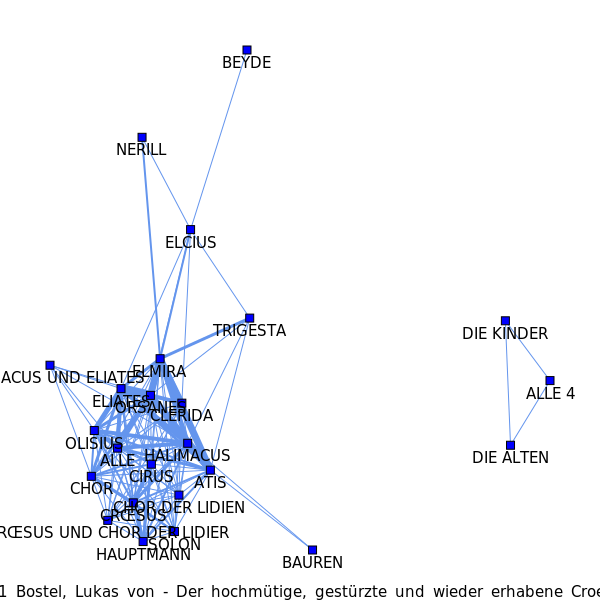 BEYDE
NERILL
ELCIUS
TRIGESTA
DIE KINDER
ELMIRA
ACUS UND ELIATES
ALLE 4
ELIATES
ORSANES
CLERIDA
OLISIUS
HALIMACUS
DIE ALTEN
ALLE
CIRUS
ATIS
CHOR
CHOR DER LIDIEN
CRŒSUS
RŒSUS UND CHOR DER LIDIER
SOLON
HAUPTMANN
BAUREN
1 Bostel, Lukas von - Der hochmütige, gestürzte und wieder erhabene Croe